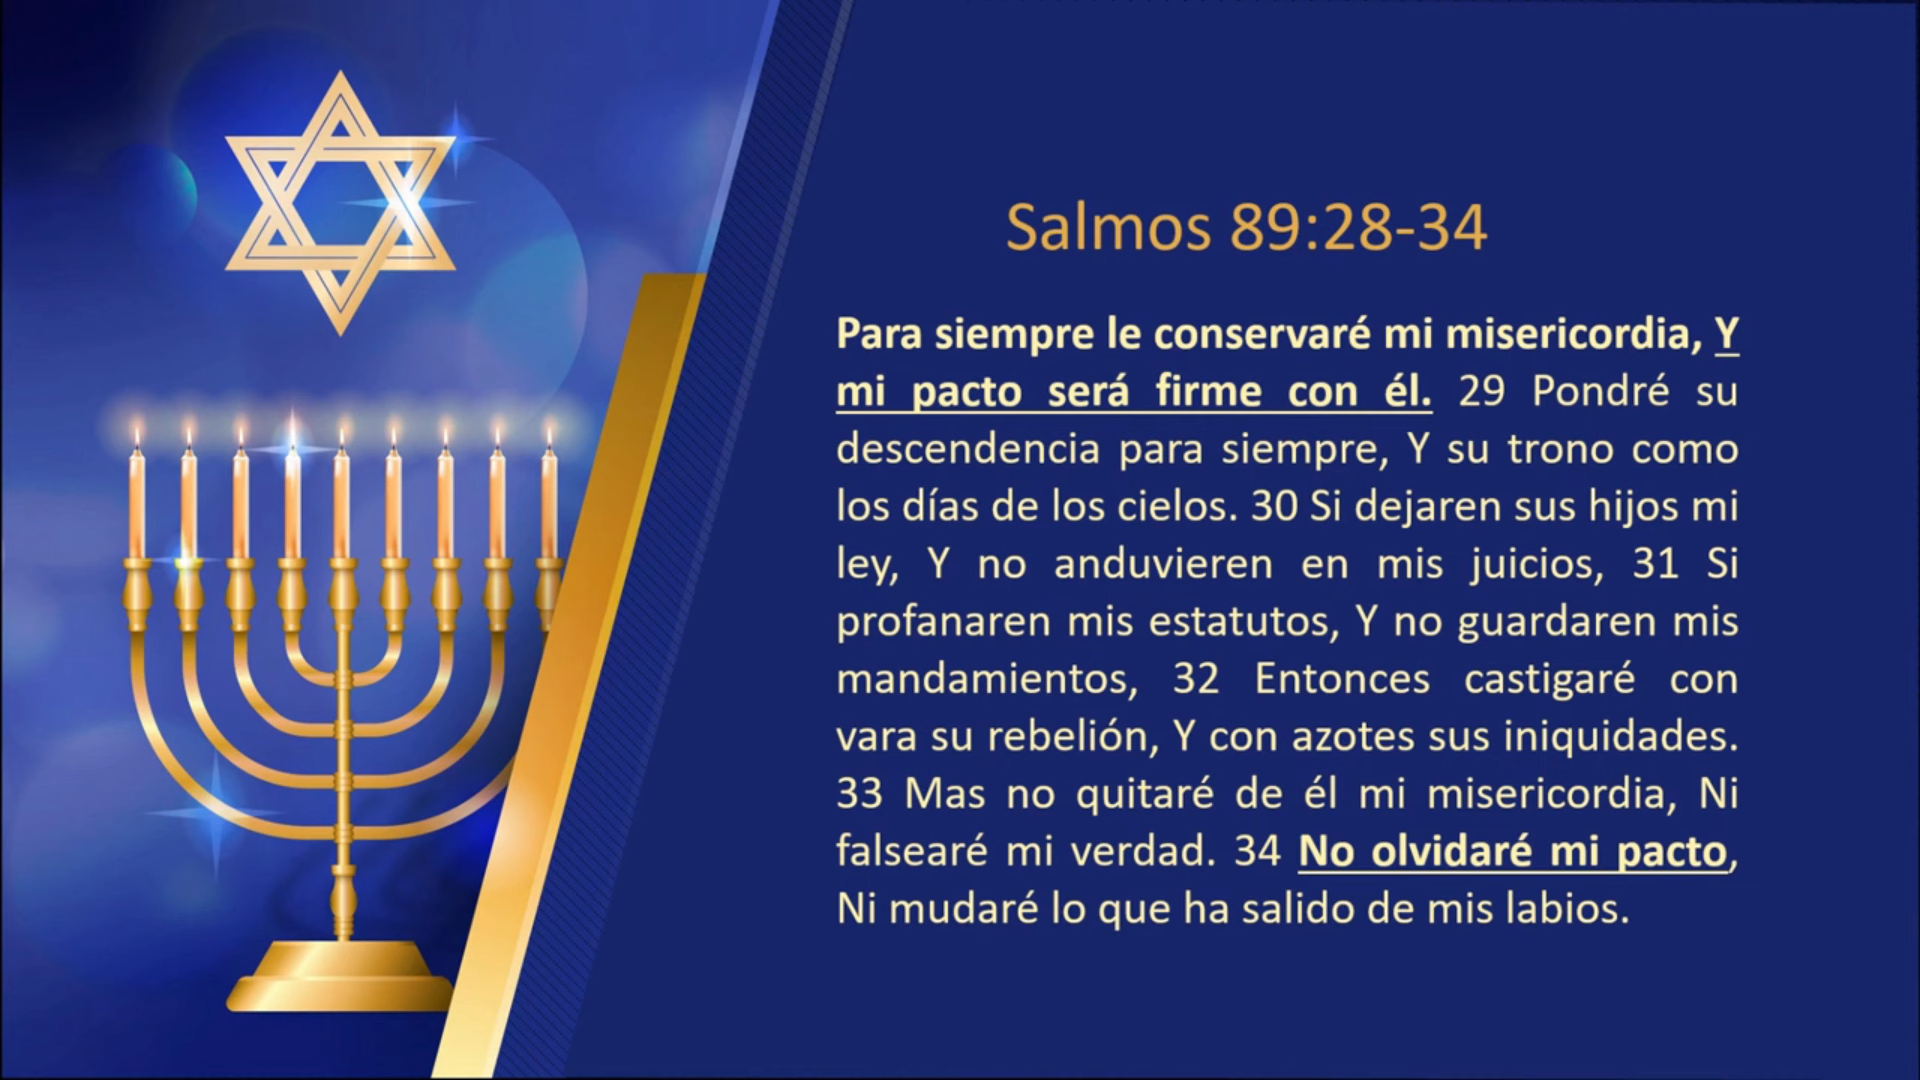 Salmos 89:28-34
Para siempre le conservaré mi misericordia, Y
mi pacto será firme con él. 29 Pondré su
descendencia para siempre, Y su trono como
los días de los cielos. 30 Si dejaren sus hijos mi
ley, Y no anduvieren en mis juicios, 31 Si
profanaren mis estatutos, Y no guardaren mis
mandamientos, 32 Entonces castigaré con
vara su rebelión, Y con azotes sus iniquidades.
33 Mas no quitaré de él mi misericordia, Ni
falsearé mi verdad. 34 No olvidaré mi pacto,
Ni mudaré lo que ha salido de mis labios.